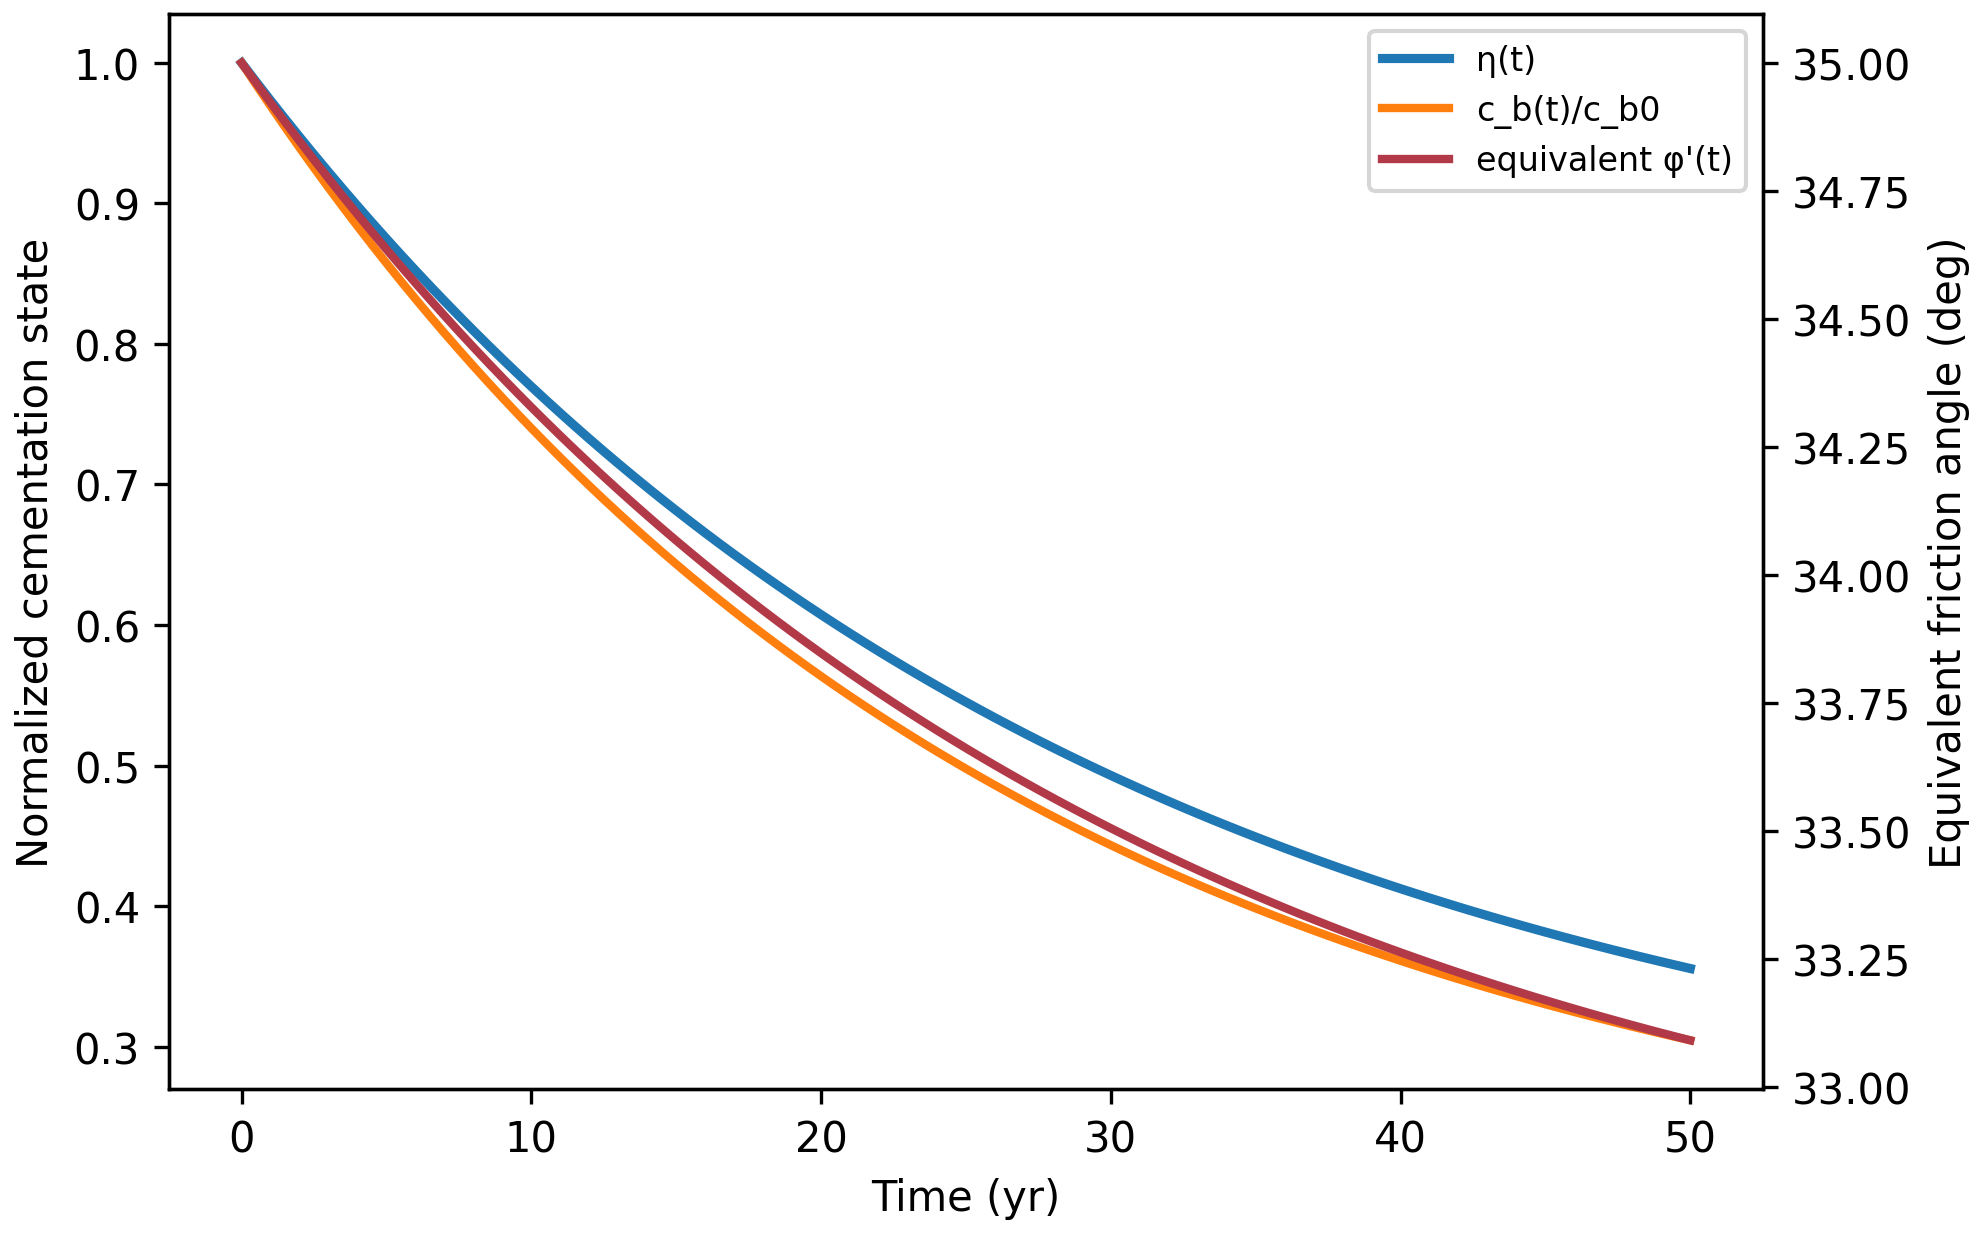 η(t)
c_b(t)/c_b0
equivalent φ'(t)
Normalized cementation state
1.0
0.9
0.8
0.7
0.6
0.5
0.4
0.3
35.00
34.75
34.50
34.25
34.00
33.75
33.50
33.25
33.00
Equivalent friction angle (deg)
0 10 20 30 40 50
Time (yr)